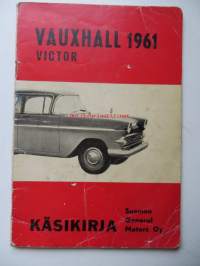 VAUXHALL 1961
VICTOR
KÄSIKIRJA
Suomen
General
Motors Oy